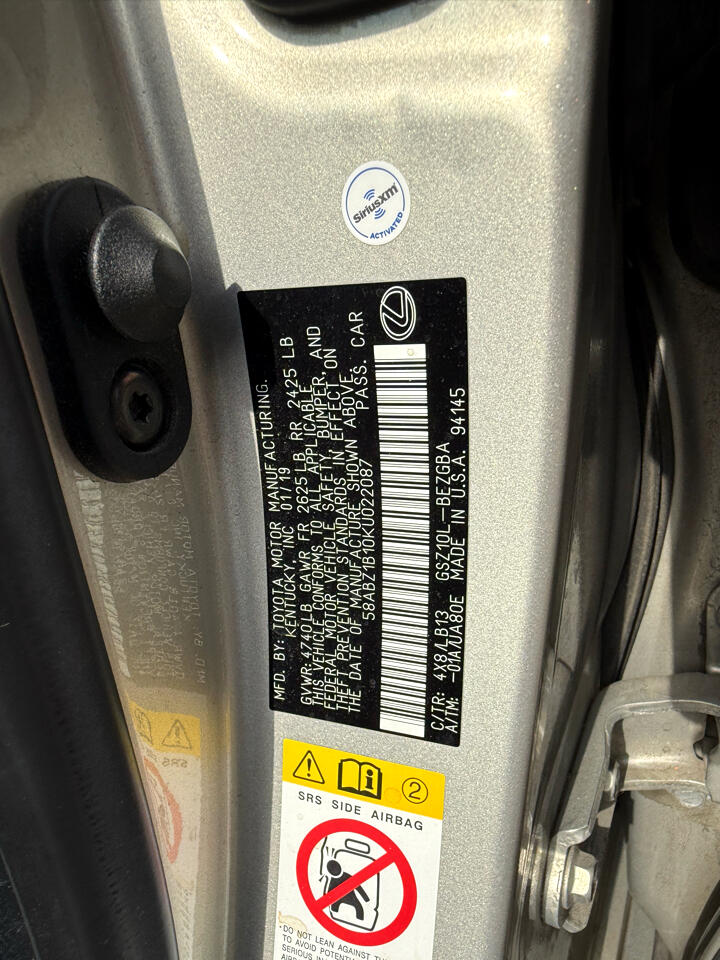 SiriusXM
ACTIVATED
MFD. BY: TOYOTA MOTOR MANUFACTURING,
KENTUCKY, INC 01/19
GVWR: 4740LB GAWR FR 2625LB RR 2425 LB
THIS VEHICLE CONFORMS TO ALL APPLICABLE
FEDERAL MOTOR VEHICLE SAFETY, BUMPER, AND
THEFT PREVENTION STANDARDS IN EFFECT ON
THE DATE OF MANUFACTURE SHOWN ABOVE.
58ABZ1B10KU022087 PASS. CAR
C/TR: 4X8/LB13 GSZ10L-BEZGBA
A/TM: -01A/UA80E MADE IN U.S.A. 94145
2
SRS SIDE AIRBAG
DO NOT LEAN AGAINST
TO AVOID
SERIOUS